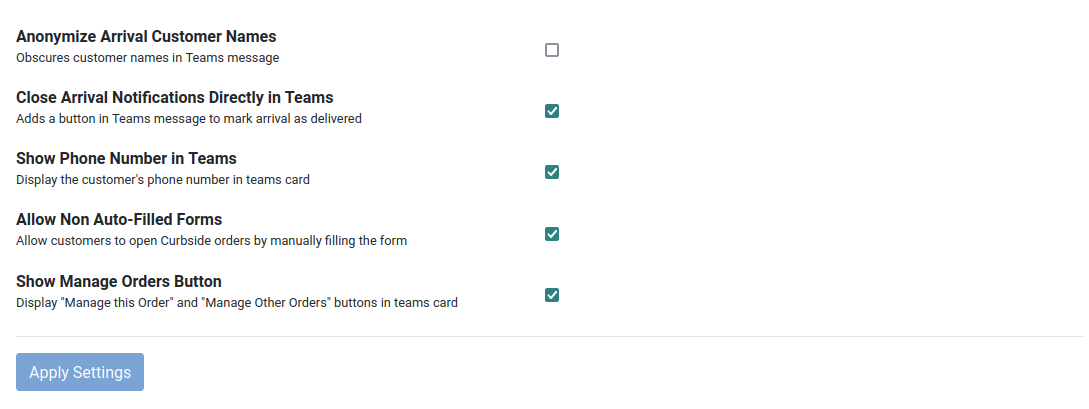 Anonymize Arrival Customer Names
Obscures customer names in Teams message
Close Arrival Notifications Directly in Teams
Adds a button in Teams message to mark arrival as delivered
Show Phone Number in Teams
Display the customer's phone number in teams card
Allow Non Auto-Filled Forms
Allow customers to open Curbside orders by manually filling the form
Show Manage Orders Button
Display "Manage this Order" and "Manage Other Orders" buttons in teams card
Apply Settings